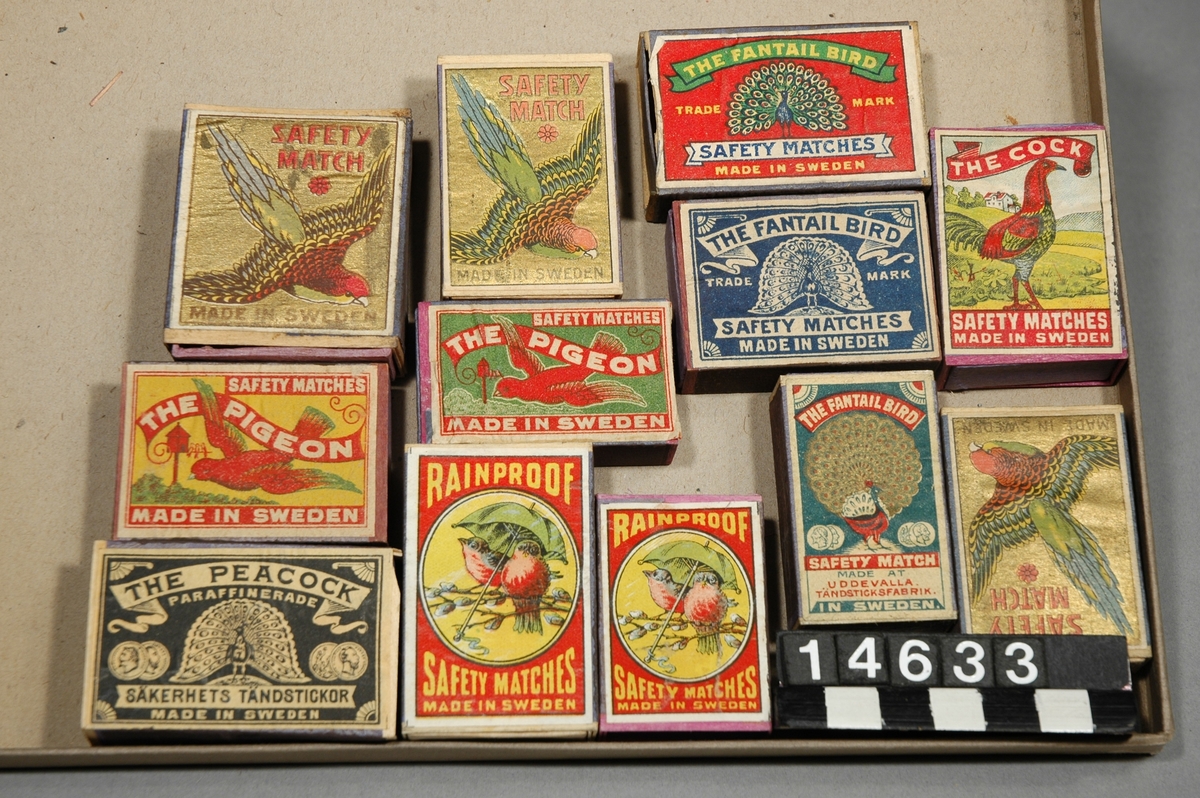 SAFETY
MATCH
MADE IN SWEDEN
SAFETY
MATCH
MADE IN SWEDEN
THE FANTAIL BIRD
TRADE MARK
SAFETY MATCHES
MADE IN SWEDEN
THE COCK
SAFETY MATCHES
MADE IN SWEDEN
THE FANTAIL BIRD
TRADE MARK
SAFETY MATCHES
MADE IN SWEDEN
SAFETY MATCHES
THE PIGEON
MADE IN SWEDEN
SAFETY MATCHES
THE PIGEON
MADE IN SWEDEN
THE FANTAIL BIRD
SAFETY MATCH
MADE AT
UDDEVALLA.
TÄNDSTICKSFABRIK.
IN SWEDEN.
SAFETY
MATCH
MADE IN SWEDEN
RAINPROOF
SAFETY MATCHES
MADE IN SWEDEN
RAINPROOF
SAFETY MATCHES
MADE IN SWEDEN
THE PEACOCK
PARAFFINERADE
SÄKERHETS TÄNDSTICKOR
MADE IN SWEDEN
14633